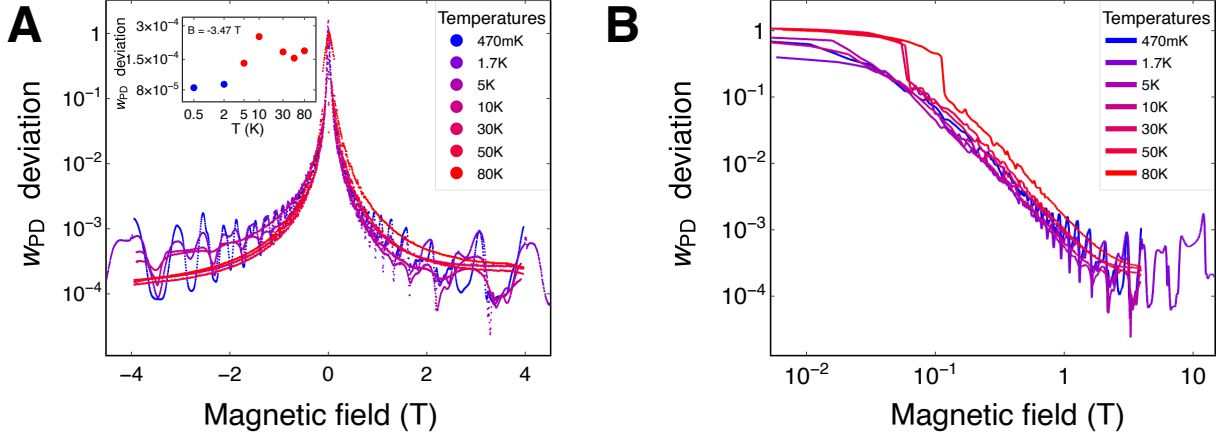 A
w_PD deviation
1
10⁻¹
10⁻²
10⁻³
10⁻⁴
−4
−2
0
2
4
Magnetic field (T)
B = -3.47 T
w_PD deviation
3×10⁻⁴
1.5×10⁻⁴
8×10⁻⁵
0.5
2
5
10
30
80
T (K)
Temperatures
470mK
1.7K
5K
10K
30K
50K
80K
B
w_PD deviation
1
10⁻¹
10⁻²
10⁻³
10⁻⁴
10⁻²
10⁻¹
1
10
Magnetic field (T)
Temperatures
470mK
1.7K
5K
10K
30K
50K
80K